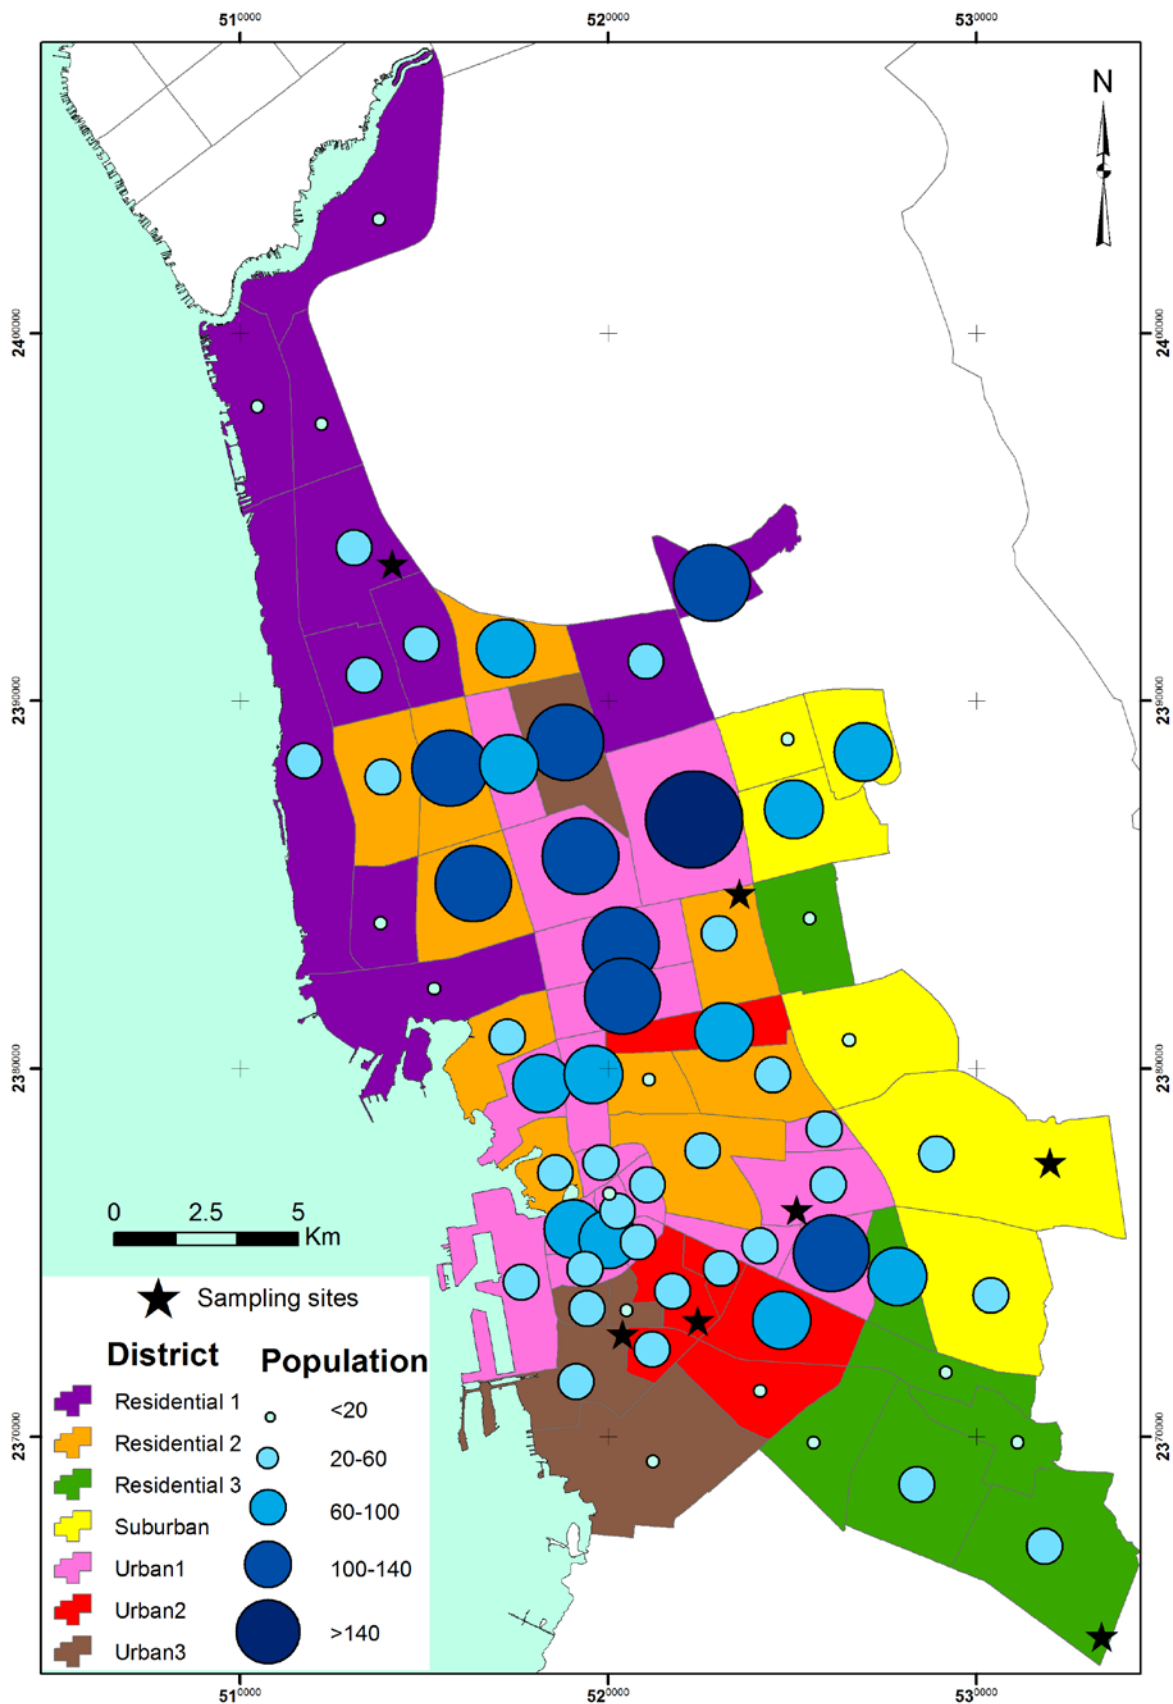 51⁰⁰⁰⁰ 52⁰⁰⁰⁰ 53⁰⁰⁰⁰
N
24⁰⁰⁰⁰ 24⁰⁰⁰⁰
23⁹⁰⁰⁰⁰ 23⁹⁰⁰⁰⁰
23⁸⁰⁰⁰⁰ 23⁸⁰⁰⁰⁰
0 2.5 5
Km
Sampling sites
District Population
Residential 1 <20
Residential 2 20-60
Residential 3 60-100
Suburban
Urban1 100-140
Urban2
Urban3 >140
23⁷⁰⁰⁰⁰ 23⁷⁰⁰⁰⁰
51⁰⁰⁰⁰ 52⁰⁰⁰⁰ 53⁰⁰⁰⁰